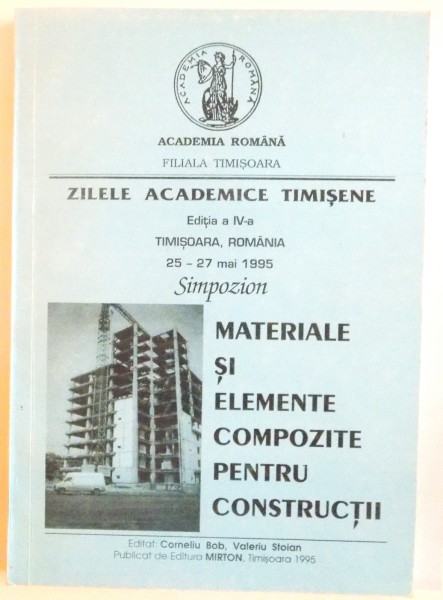 ACADEMIA ROMÂNĂ
ACADEMIA ROMÂNĂ
FILIALA TIMIȘOARA
ZILELE ACADEMICE TIMIȘENE
Ediția a IV-a
TIMIȘOARA, ROMÂNIA
25 - 27 mai 1995
Simpozion
MATERIALE
ȘI
ELEMENTE
COMPOZITE
PENTRU
CONSTRUCȚII
Editat: Corneliu Bob, Valeriu Stoian
Publicat de Editura MIRTON, Timișoara 1995